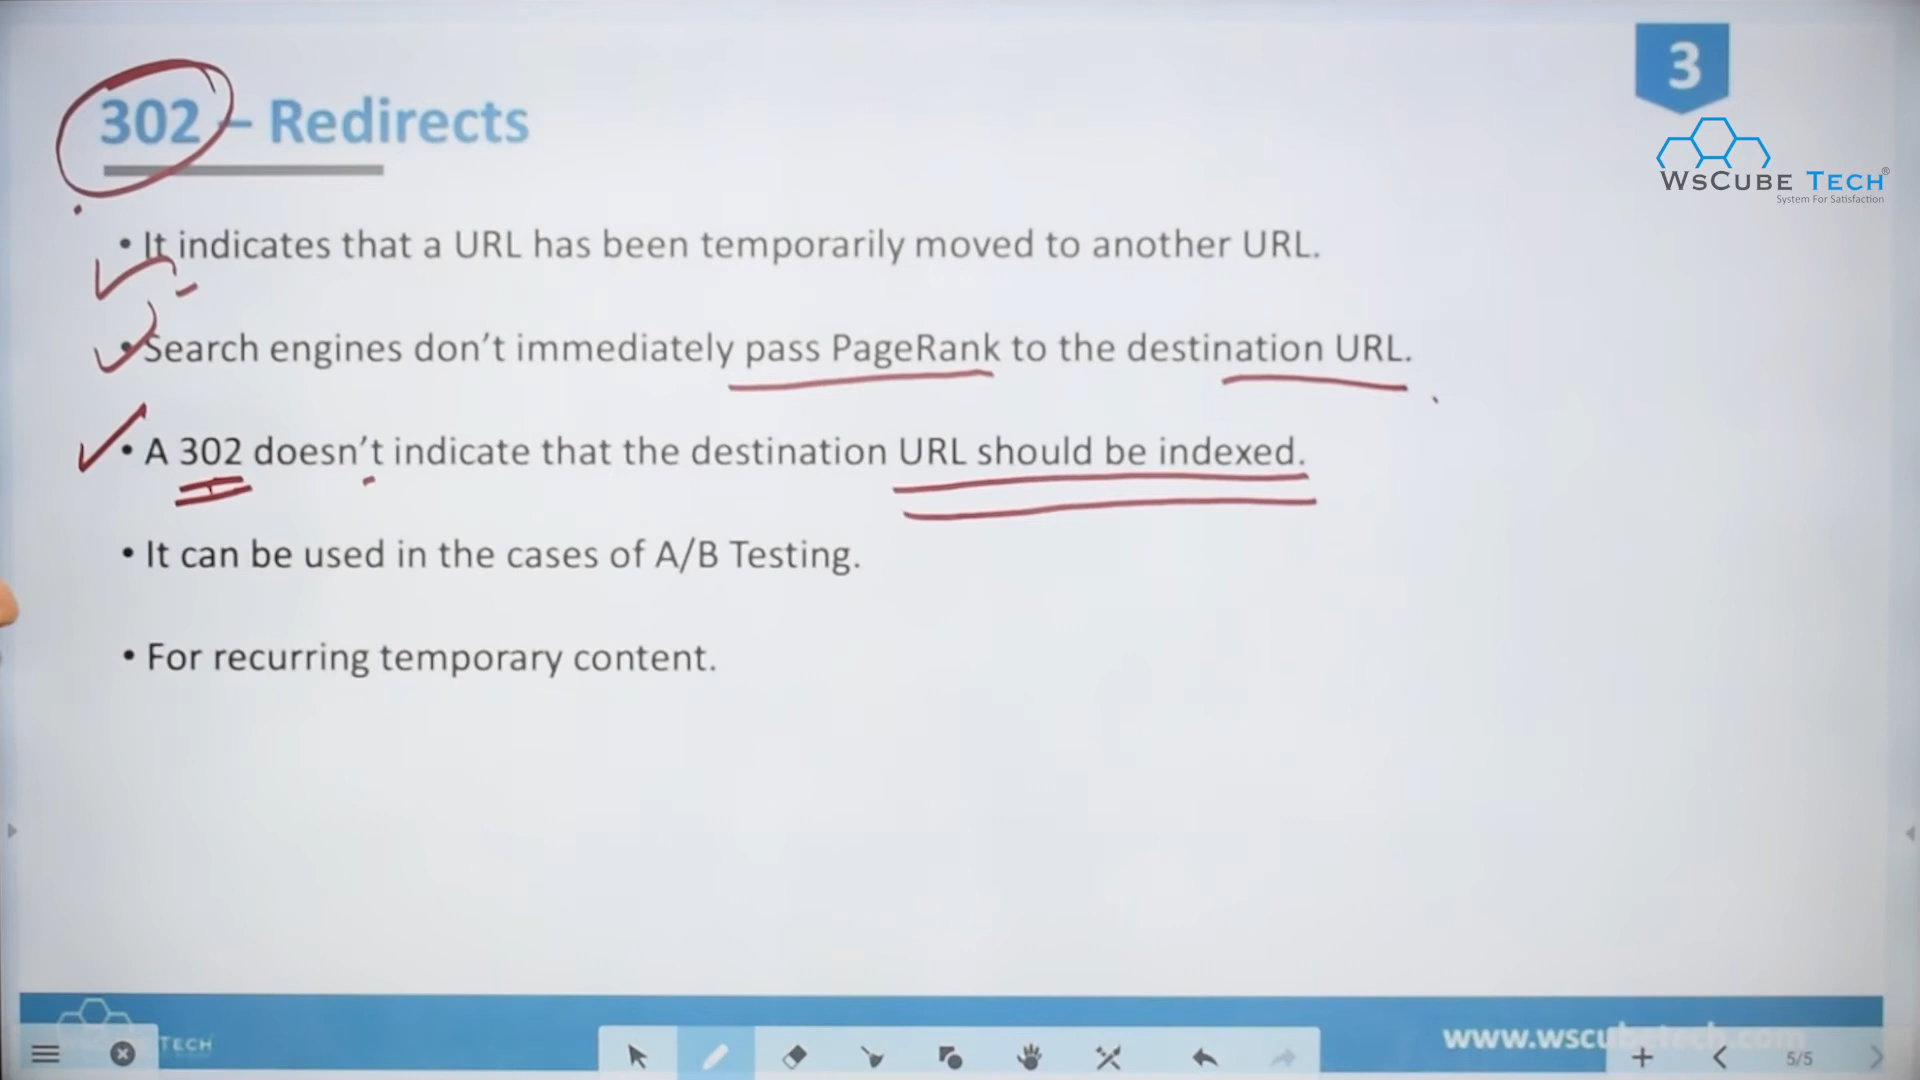 3
302 – Redirects
WsCube Tech®
System For Satisfaction
• It indicates that a URL has been temporarily moved to another URL.
• Search engines don't immediately pass PageRank to the destination URL.
• A 302 doesn't indicate that the destination URL should be indexed.
• It can be used in the cases of A/B Testing.
• For recurring temporary content.
TECH
www.wscubetech.com
5/5